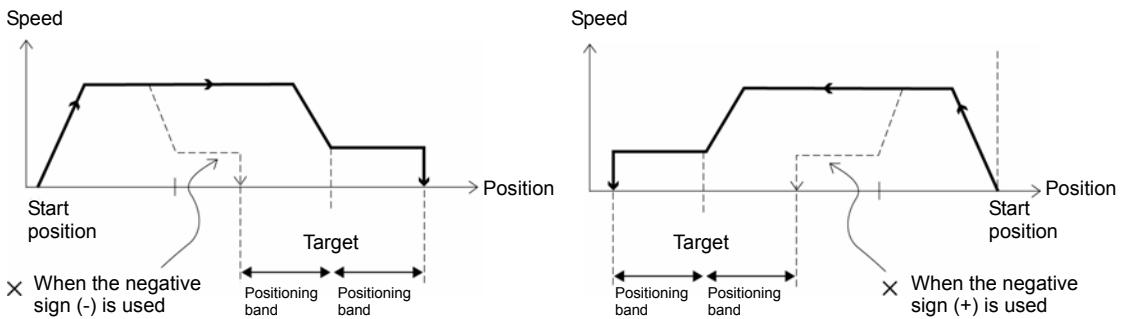 Speed
Position
Start
position
Target
Positioning
band
Positioning
band
× When the negative
sign (-) is used
Speed
Position
Start
position
Target
Positioning
band
Positioning
band
× When the negative
sign (+) is used